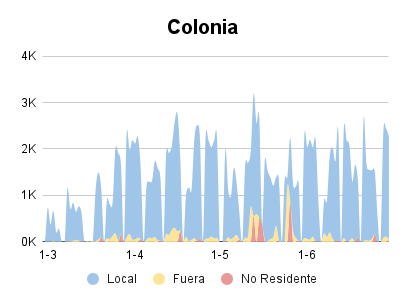 Colonia
4K
3K
2K
1K
0K
1-3 1-4 1-5 1-6
Local Fuera No Residente